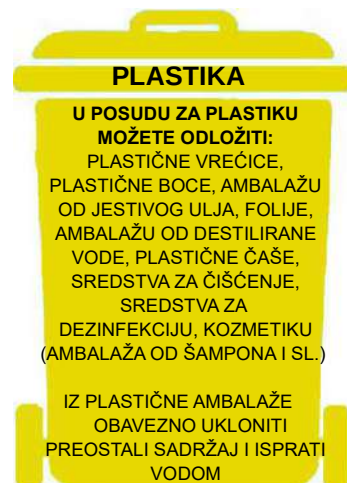 PLASTIKA
U POSUDU ZA PLASTIKU
MOŽETE ODLOŽITI:
PLASTIČNE VREĆICE,
PLASTIČNE BOCE, AMBALAŽU
OD JESTIVOG ULJA, FOLIJE,
AMBALAŽU OD DESTILIRANE
VODE, PLASTIČNE ČAŠE,
SREDSTVA ZA ČIŠĆENJE,
SREDSTVA ZA
DEZINFEKCIJU, KOZMETIKU
(AMBALAŽA OD ŠAMPONA I SL.)
IZ PLASTIČNE AMBALAŽE
OBAVEZNO UKLONITI
PREOSTALI SADRŽAJ I ISPRATI
VODOM